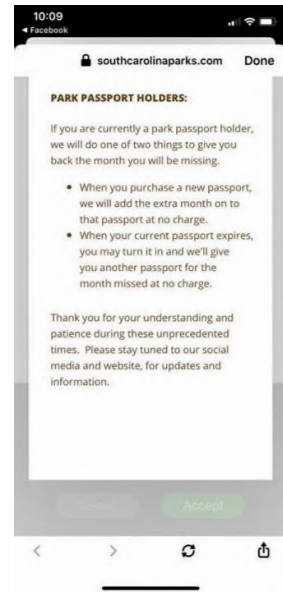 10:09
◀ Facebook
southcarolinaparks.com Done
PARK PASSPORT HOLDERS:
If you are currently a park passport holder,
we will do one of two things to give you
back the month you will be missing.
• When you purchase a new passport,
we will add the extra month on to
that passport at no charge.
• When your current passport expires,
you may turn it in and we'll give
you another passport for the
month missed at no charge.
Thank you for your understanding and
patience during these unprecedented
times. Please stay tuned to our social
media and website, for updates and
information.
Accept